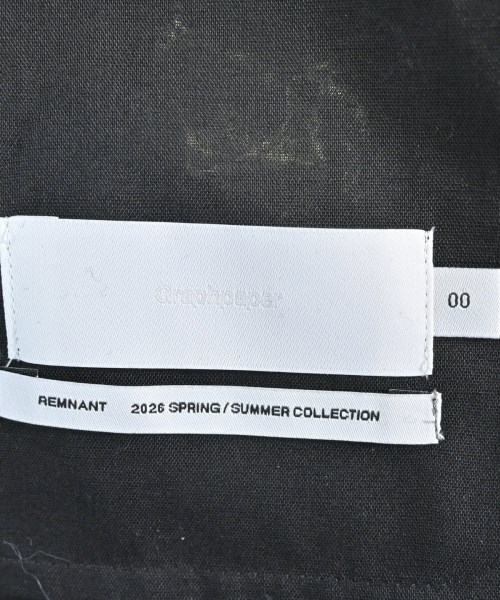 Graphpaper
00
REMNANT 2026 SPRING / SUMMER COLLECTION